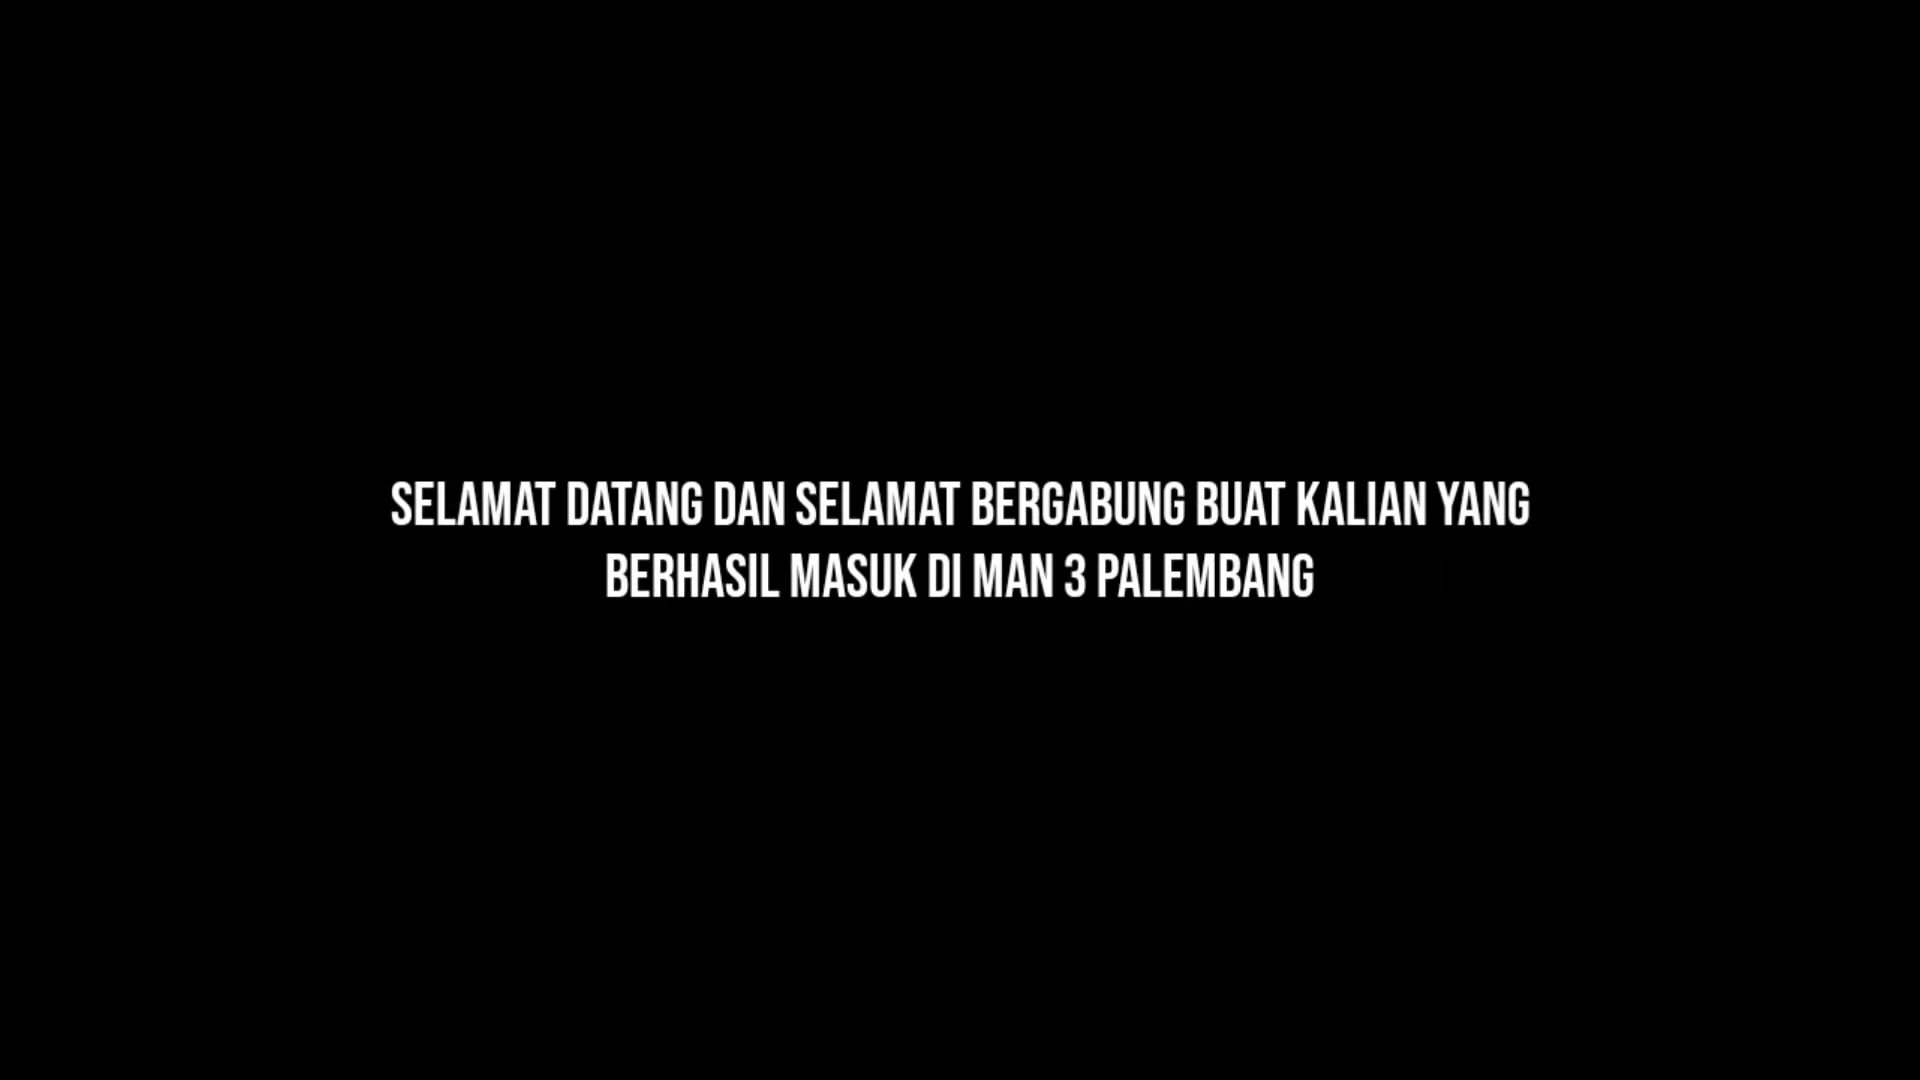 SELAMAT DATANG DAN SELAMAT BERGABUNG BUAT KALIAN YANG
BERHASIL MASUK DI MAN 3 PALEMBANG